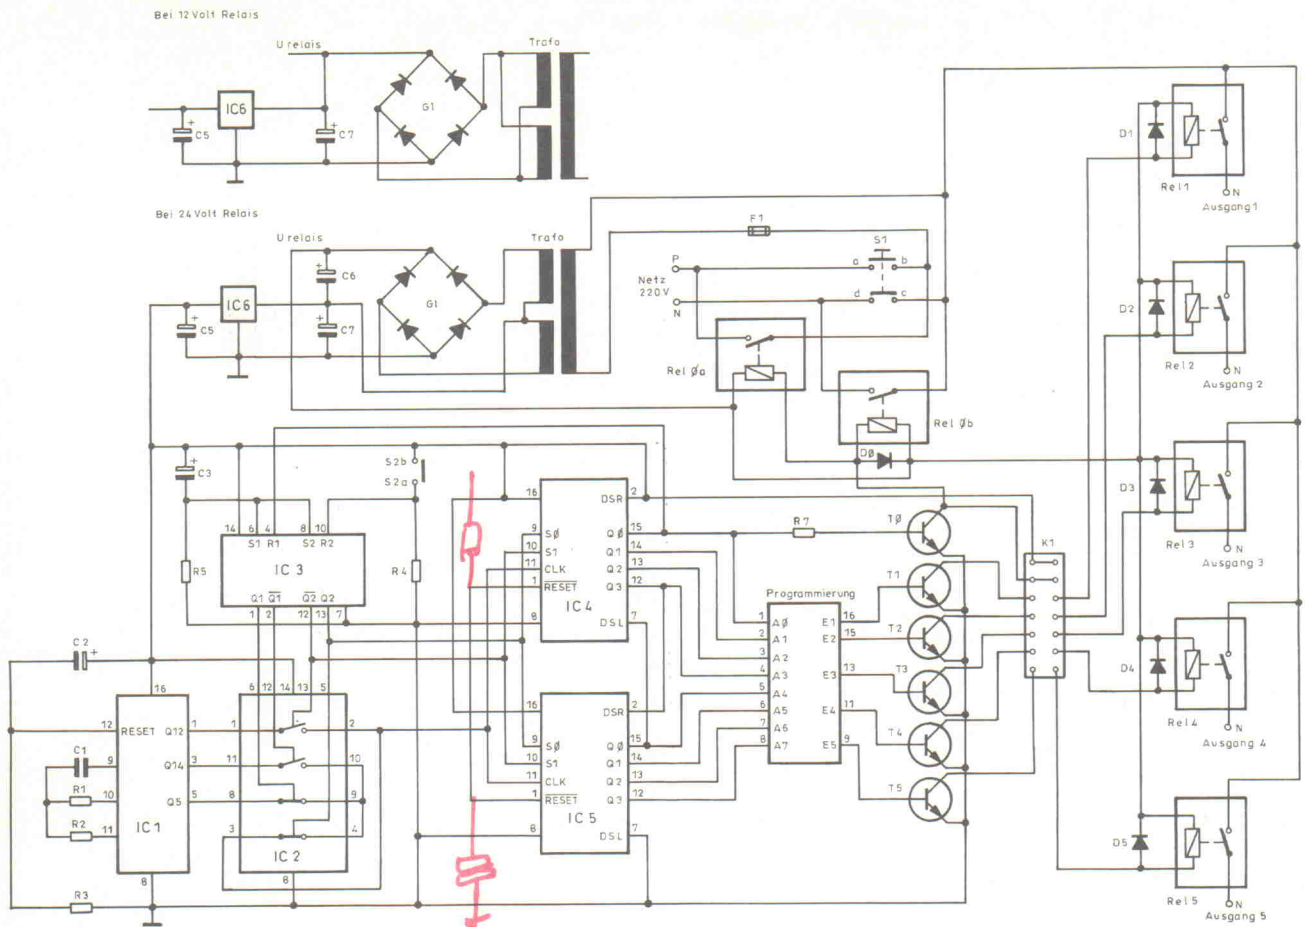 Bei 12 Volt Relais
U relais
Trafo
IC6
C5
+
C7
+
G1
Bei 24 Volt Relais
U relais
Trafo
F1
S1
P
a
b
Netz
220V
d
c
N
IC6
C5
+
C6
+
C7
+
G1
Rel Øa
Rel Øb
DØ
D1
Rel 1
N
Ausgang 1
D2
Rel 2
N
Ausgang 2
D3
Rel 3
N
Ausgang 3
D4
Rel 4
N
Ausgang 4
D5
Rel 5
N
Ausgang 5
C3
+
S2b
S2a
R5
R4
14 6 4 8 10
S1 R1 S2 R2
IC 3
Q1 Q1 Q2 Q2
1 2 12 13 7
16 DSR 2
9 SØ QØ 15
10 S1 Q1 14
11 CLK Q2 13
1 RESET Q3 12
IC 4
8 DSL 7
R7
TØ
T1
T2
T3
T4
T5
K1
Programmierung
1 AØ E1 16
2 A1 E2 15
3 A2
4 A3 E3 13
5 A4
6 A5 E4 11
7 A6
8 A7 E5 9
16 DSR 2
9 SØ QØ 15
10 S1 Q1 14
11 CLK Q2 13
1 RESET Q3 12
IC 5
8 DSL 7
C2
+
16
12 RESET Q12 1
C1
9 Q14 3
R1
10 Q5 5
R2
11
IC 1
8
R3
6 12 14 13 5
1 2
11 10
8 9
3 4
IC 2
8